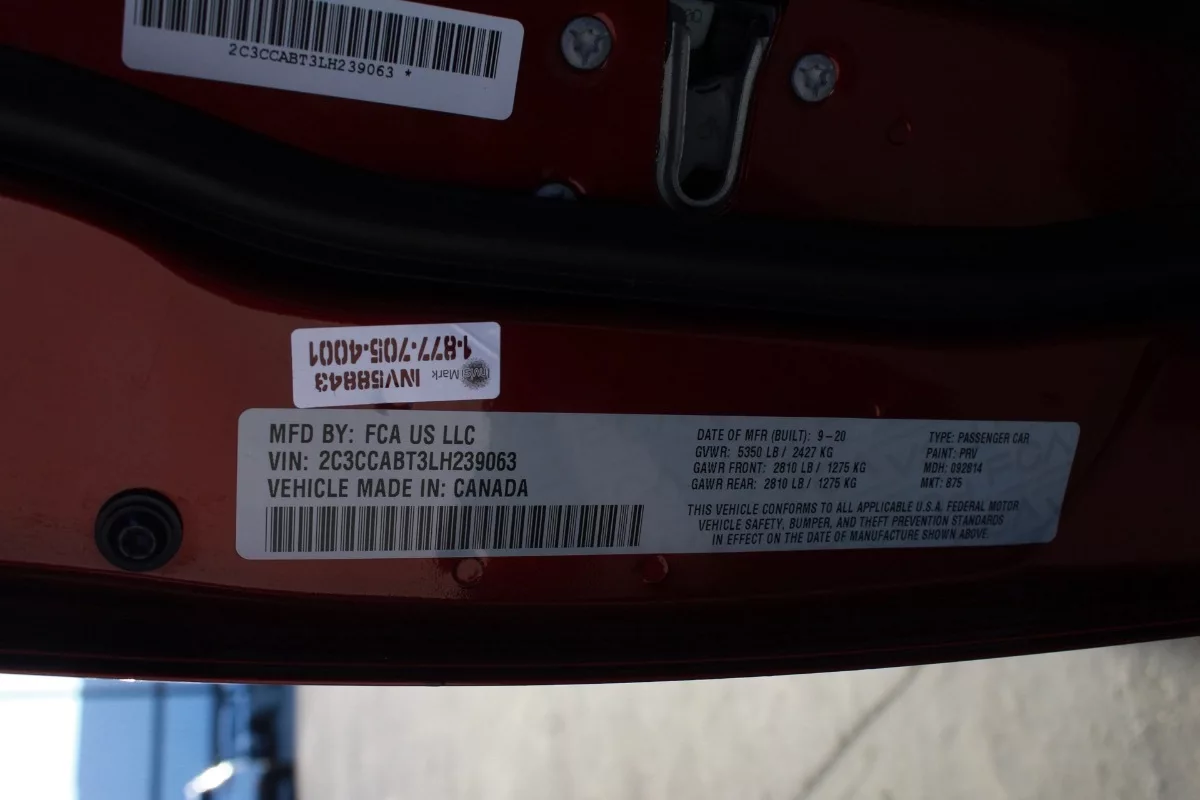 2C3CCABT3LH239063 *
1-877-705-4001
INV58843
Mark
MFD BY: FCA US LLC
VIN: 2C3CCABT3LH239063
VEHICLE MADE IN: CANADA
DATE OF MFR (BUILT): 9-20
GVWR: 5350 LB / 2427 KG
GAWR FRONT: 2810 LB / 1275 KG
GAWR REAR: 2810 LB / 1275 KG
TYPE: PASSENGER CAR
PAINT: PRV
MDH: 092814
MKT: 875
THIS VEHICLE CONFORMS TO ALL APPLICABLE U.S.A. FEDERAL MOTOR
VEHICLE SAFETY, BUMPER, AND THEFT PREVENTION STANDARDS
IN EFFECT ON THE DATE OF MANUFACTURE SHOWN ABOVE.